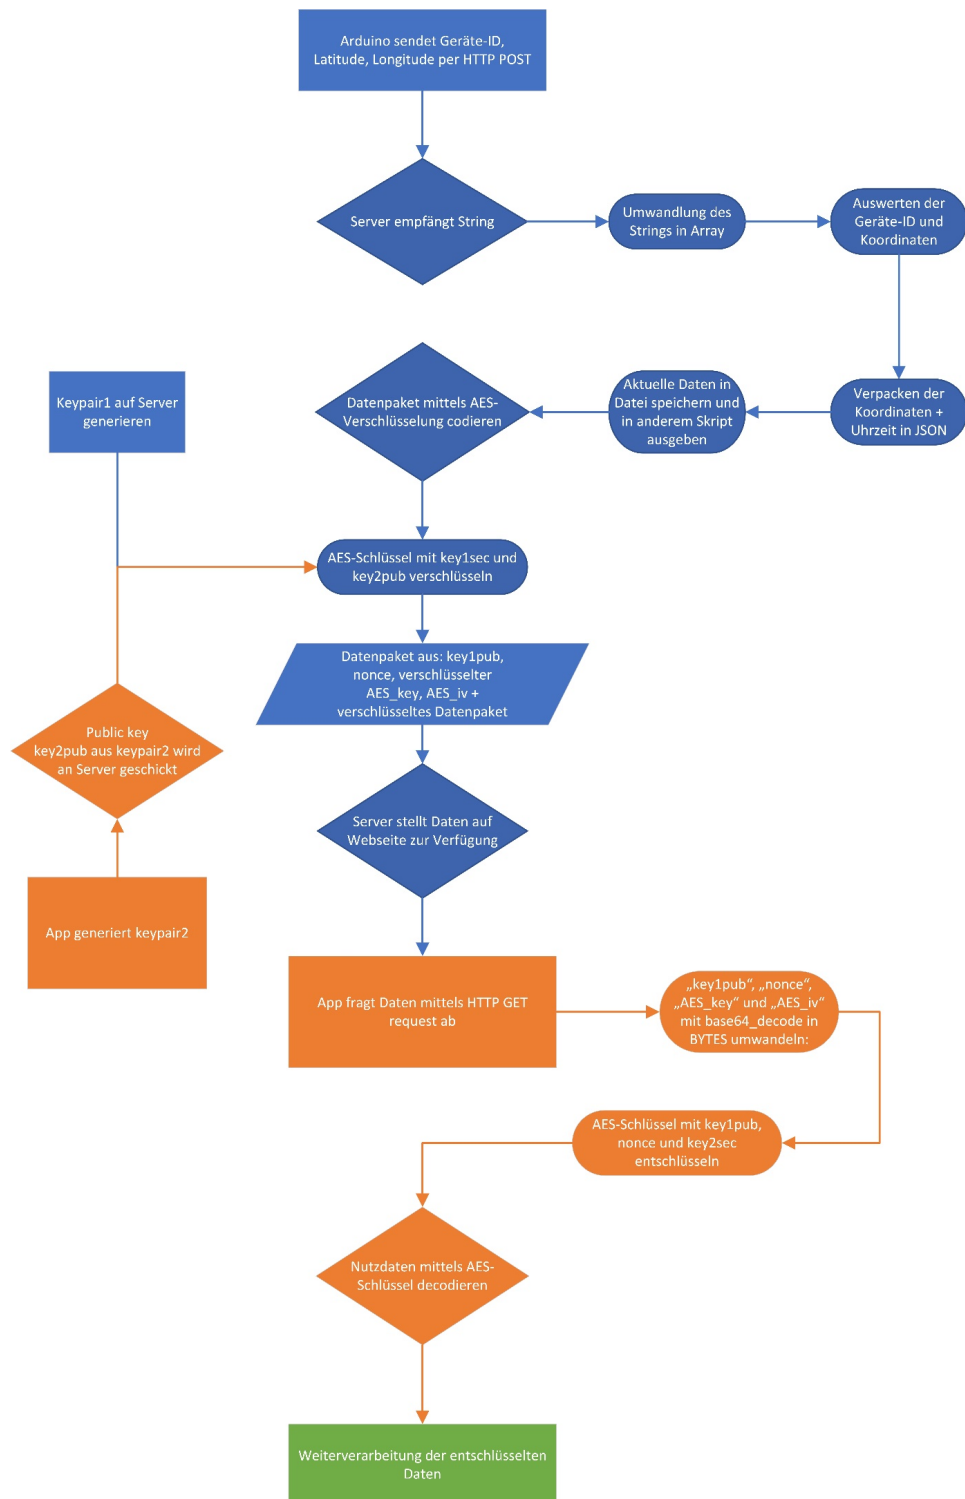 Arduino sendet Geräte-ID,
Latitude, Longitude per HTTP POST
Server empfängt String
Umwandlung des
Strings in Array
Auswerten der
Geräte-ID und
Koordinaten
Verpacken der
Koordinaten +
Uhrzeit in JSON
Aktuelle Daten in
Datei speichern und
in anderem Skript
ausgeben
Datenpaket mittels AES-
Verschlüsselung codieren
Keypair1 auf Server
generieren
AES-Schlüssel mit key1sec und
key2pub verschlüsseln
Datenpaket aus: key1pub,
nonce, verschlüsselter
AES_key, AES_iv +
verschlüsseltes Datenpaket
Public key
key2pub aus keypair2 wird
an Server geschickt
App generiert keypair2
Server stellt Daten auf
Webseite zur Verfügung
App fragt Daten mittels HTTP GET
request ab
„key1pub“, „nonce“,
„AES_key“ und „AES_iv“
mit base64_decode in
BYTES umwandeln:
AES-Schlüssel mit key1pub,
nonce und key2sec
entschlüsseln
Nutzdaten mittels AES-
Schlüssel decodieren
Weiterverarbeitung der entschlüsselten
Daten